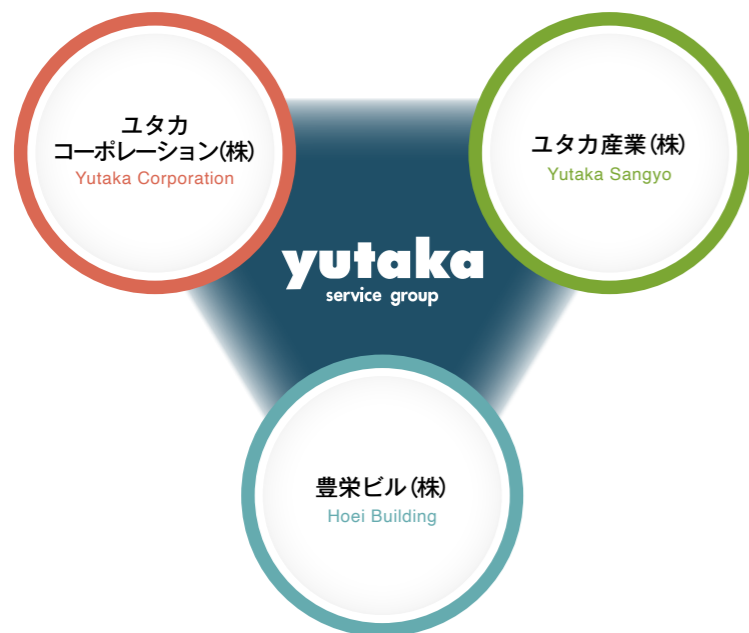 ユタカ
コーポレーション(株)
Yutaka Corporation
ユタカ産業(株)
Yutaka Sangyo
yutaka
service group
豊栄ビル(株)
Hoei Building